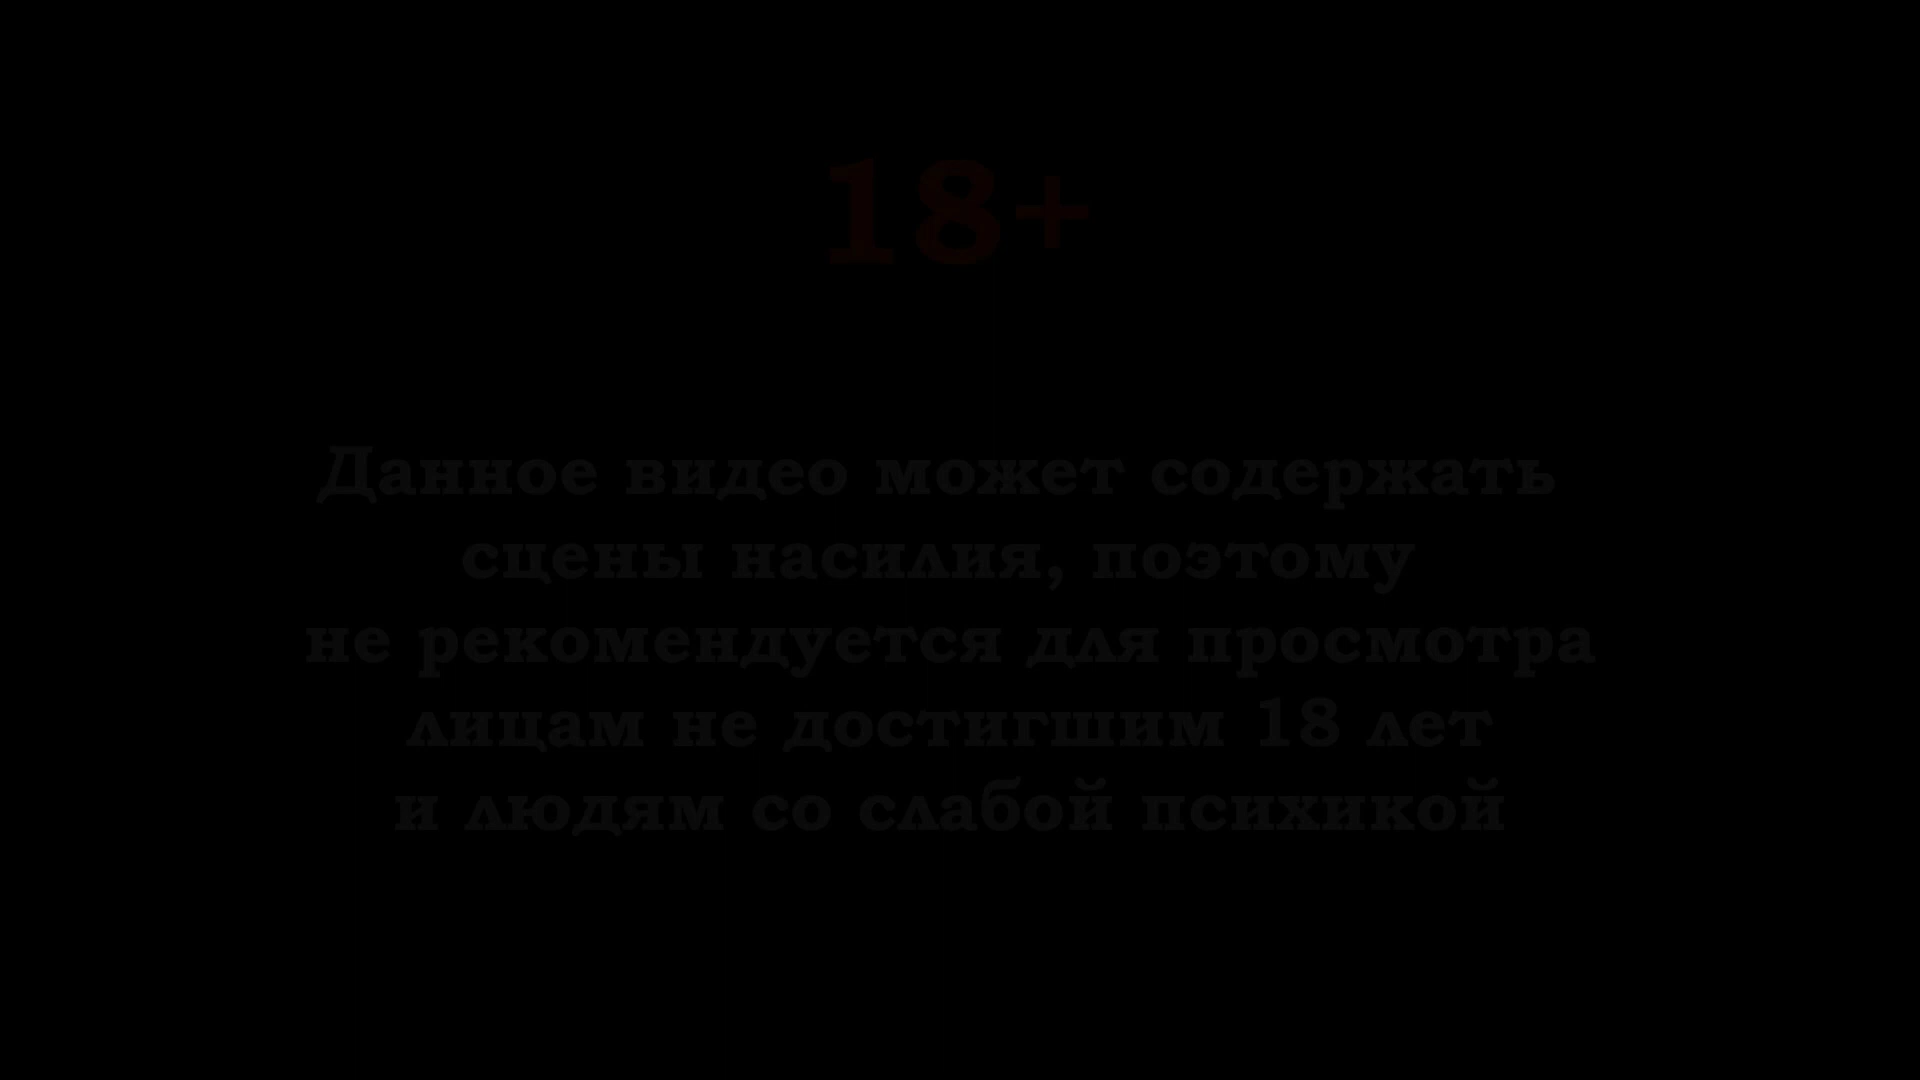 18+
Данное видео может содержать
сцены насилия, поэтому
не рекомендуется для просмотра
лицам не достигшим 18 лет
и людям со слабой психикой